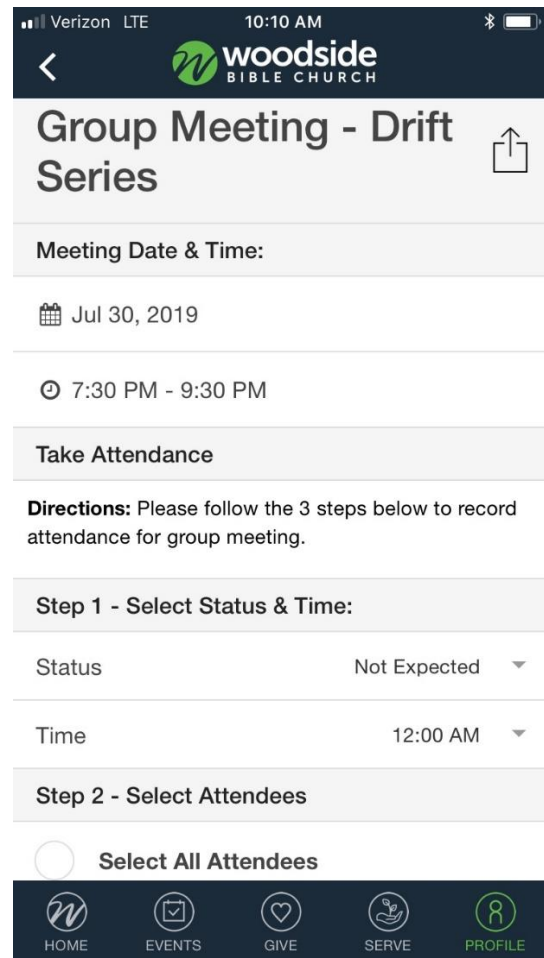 Verizon LTE 10:10 AM
woodside
BIBLE CHURCH
Group Meeting - Drift
Series
Meeting Date & Time:
Jul 30, 2019
7:30 PM - 9:30 PM
Take Attendance
Directions: Please follow the 3 steps below to record
attendance for group meeting.
Step 1 - Select Status & Time:
Status Not Expected
Time 12:00 AM
Step 2 - Select Attendees
Select All Attendees
HOME EVENTS GIVE SERVE PROFILE